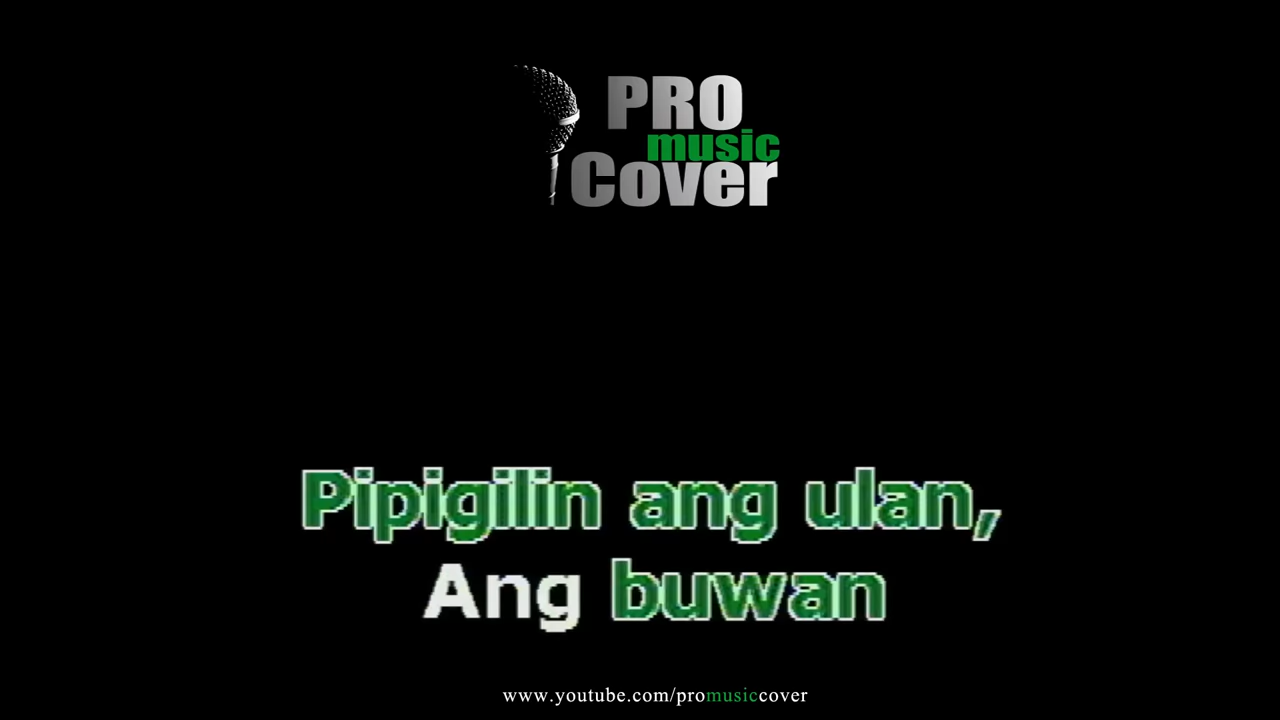 PRO
music
Cover
Pipigilin ang ulan,
Ang buwan
www.youtube.com/promusiccover